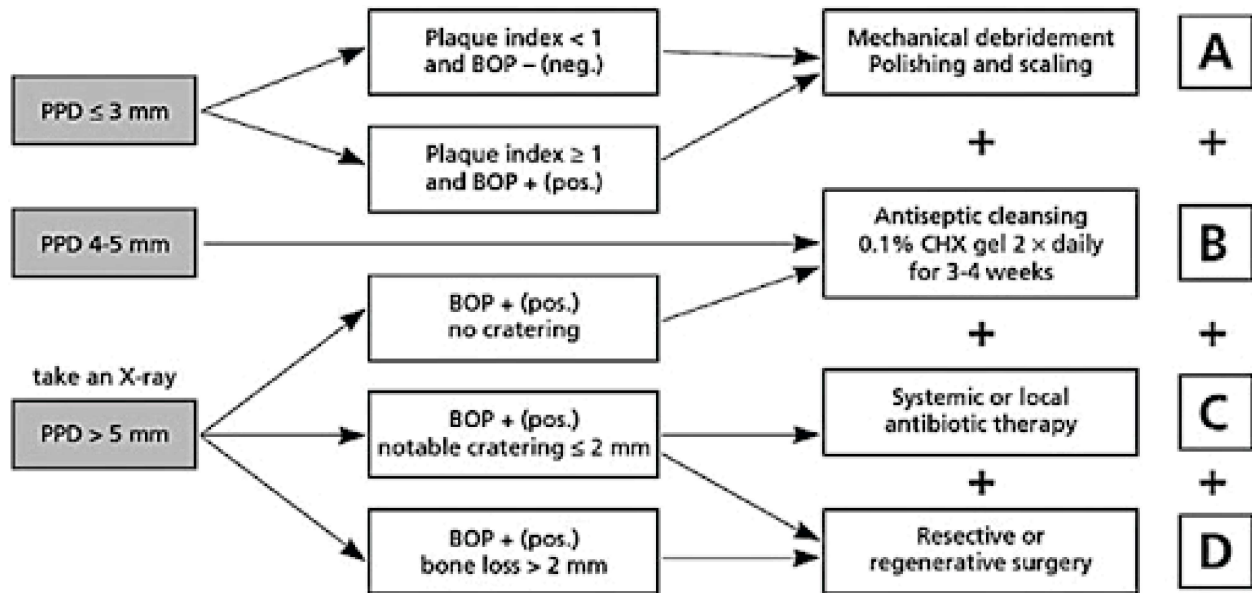 PPD ≤ 3 mm
Plaque index < 1
and BOP – (neg.)
Plaque index ≥ 1
and BOP + (pos.)
Mechanical debridement
Polishing and scaling
A
+
+
PPD 4-5 mm
Antiseptic cleansing
0.1% CHX gel 2 × daily
for 3-4 weeks
B
BOP + (pos.)
no cratering
+
+
take an X-ray
PPD > 5 mm
BOP + (pos.)
notable cratering ≤ 2 mm
Systemic or local
antibiotic therapy
C
+
+
BOP + (pos.)
bone loss > 2 mm
Resective or
regenerative surgery
D